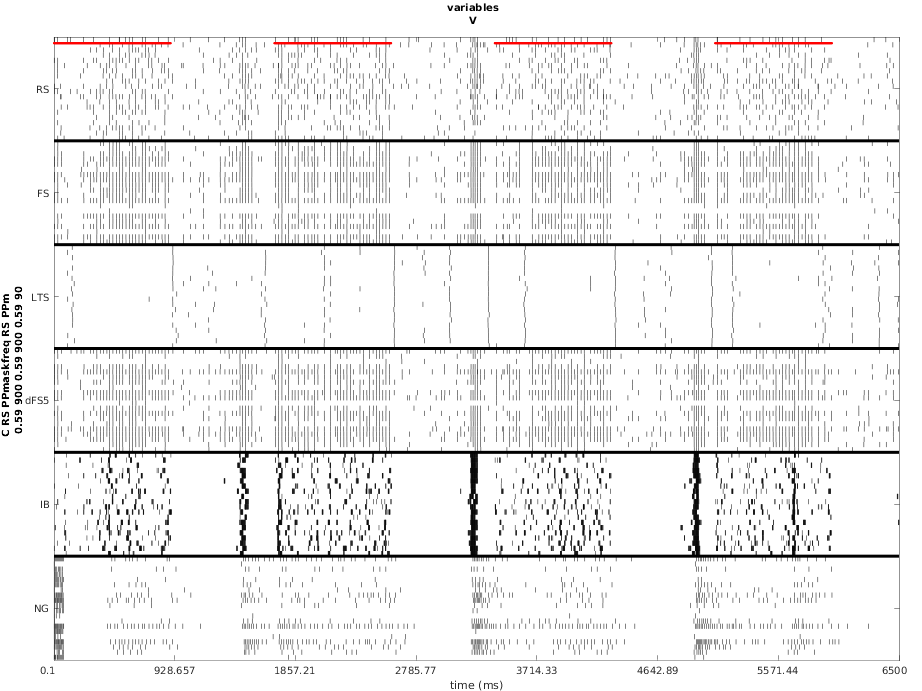 variables
V
C RS PPmaskfreq RS PPm
0.59 900 0.59 900 0.59 90
RS
FS
LTS
dFS5
IB
NG
0.1 928.657 1857.21 2785.77 3714.33 4642.89 5571.44 6500
time (ms)